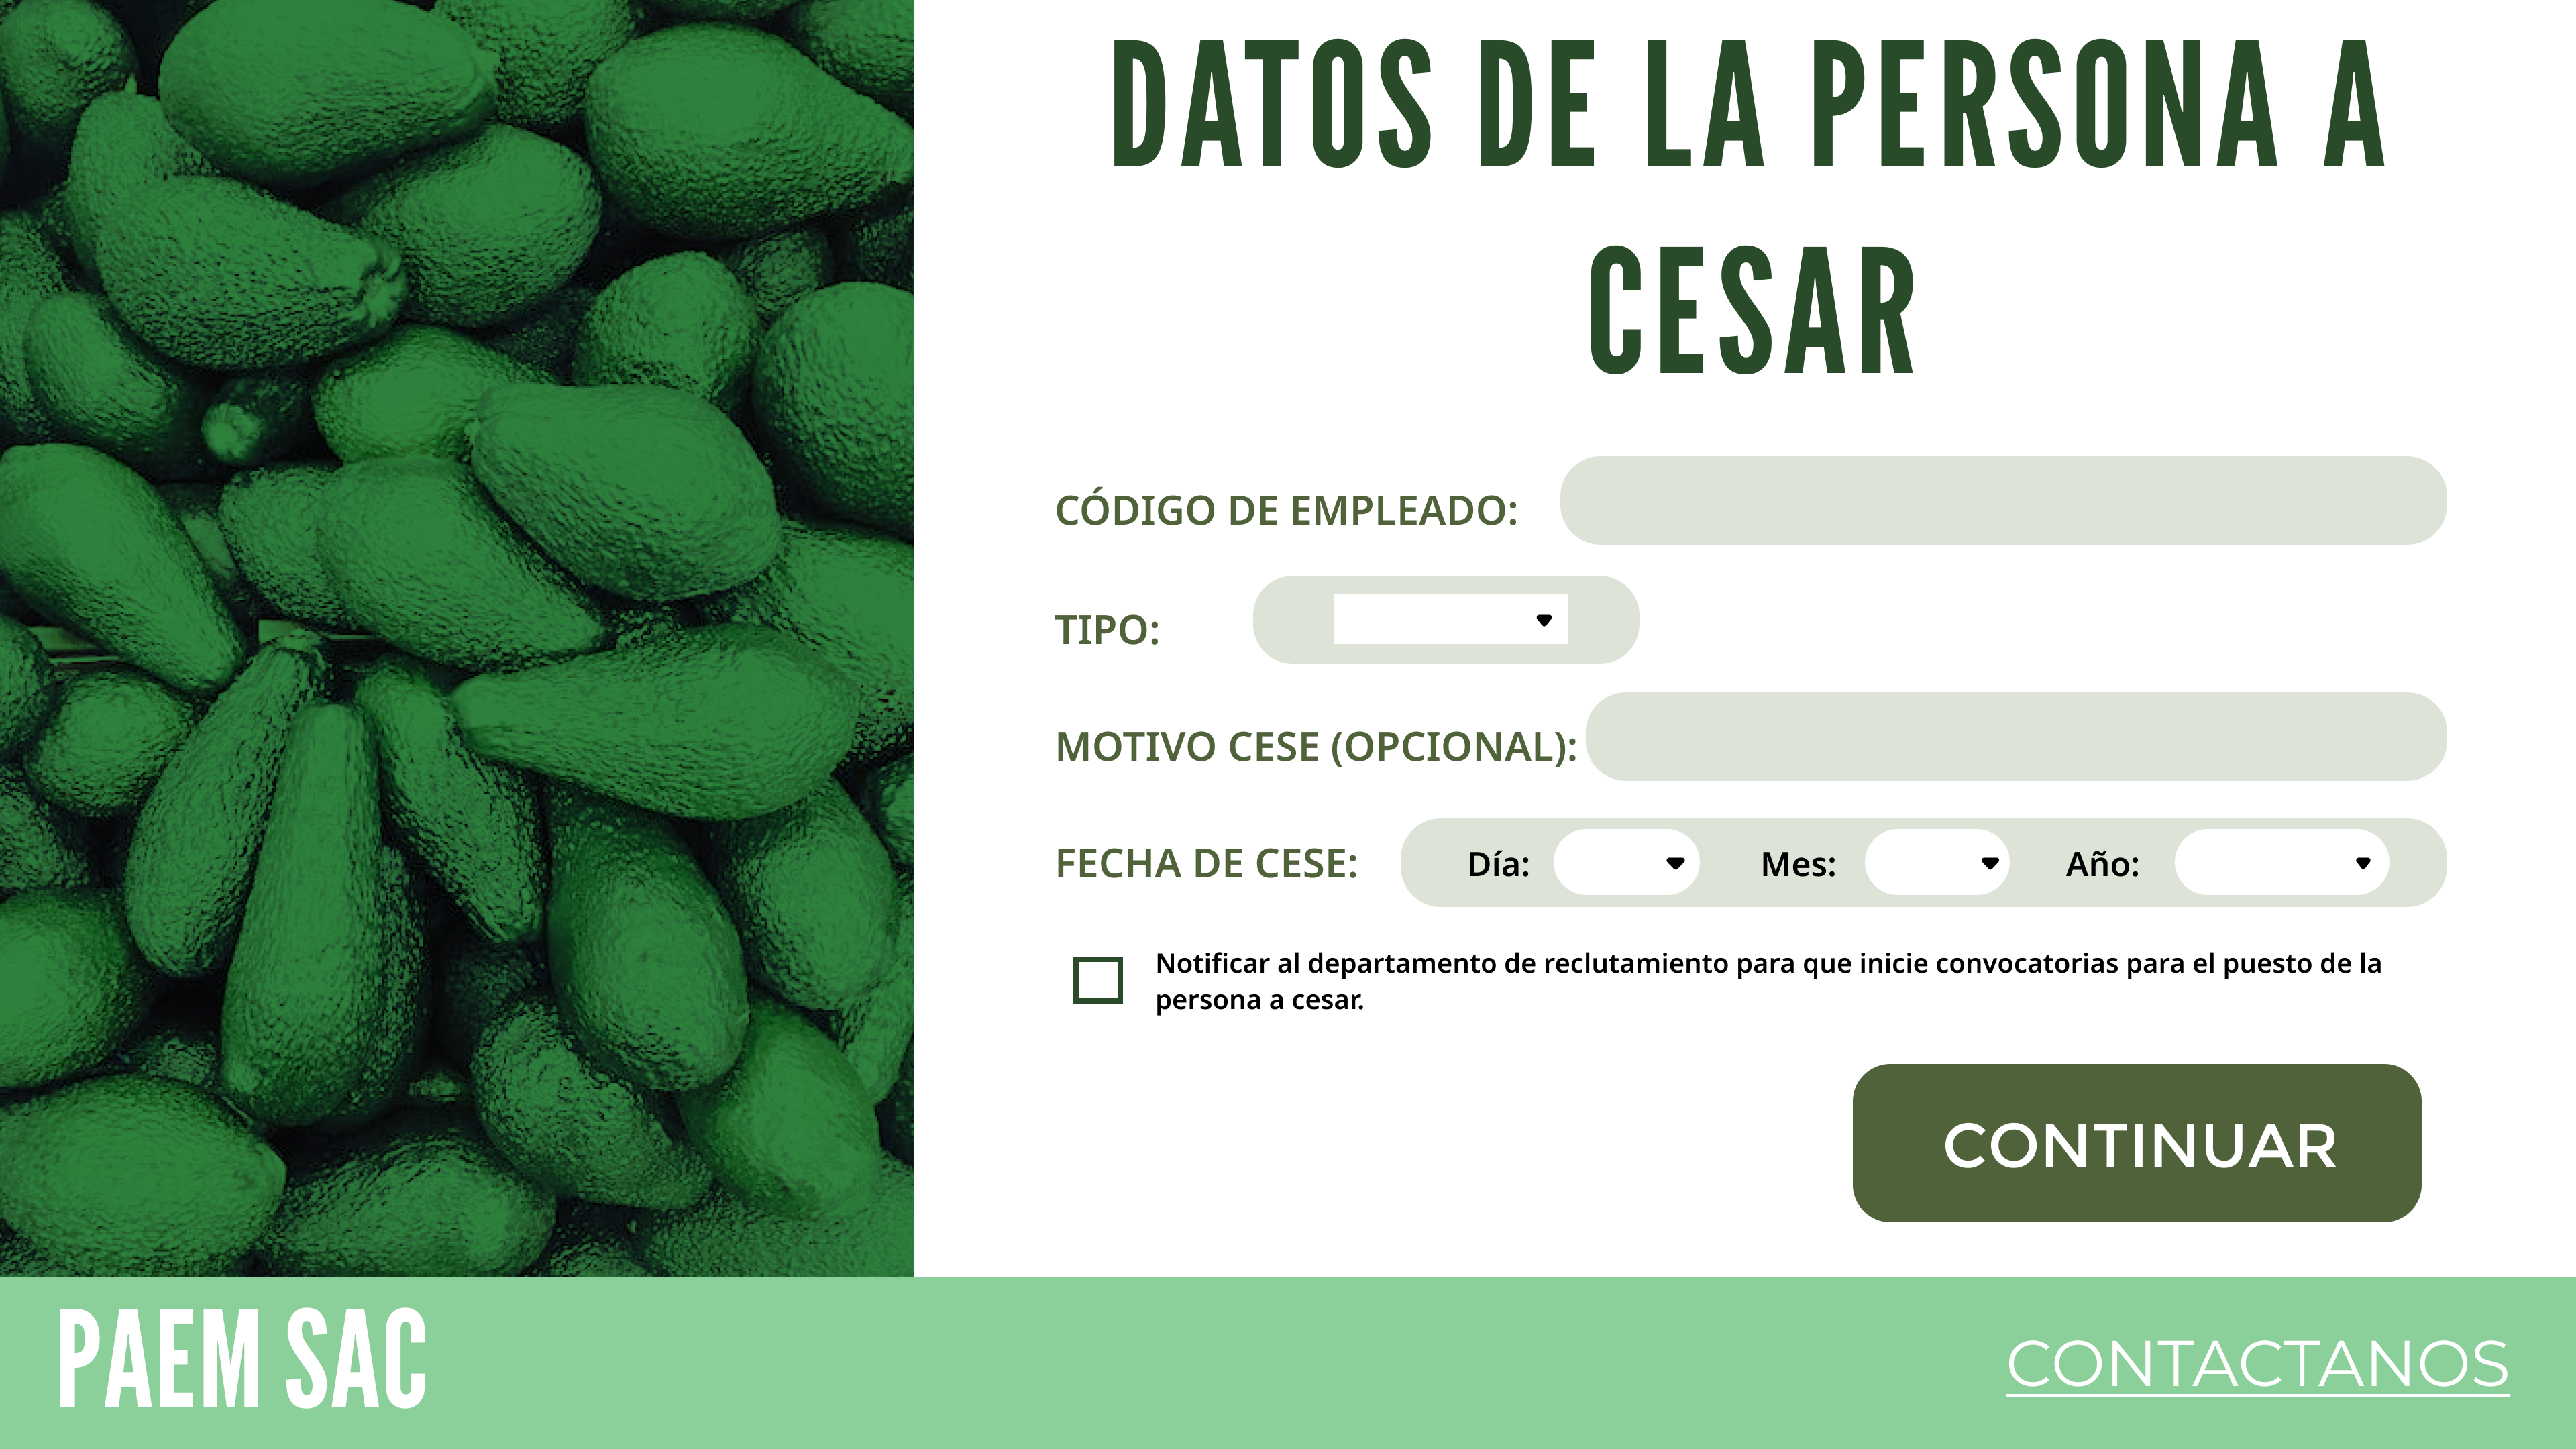 DATOS DE LA PERSONA A
CESAR
CÓDIGO DE EMPLEADO:
TIPO:
MOTIVO CESE (OPCIONAL):
FECHA DE CESE: Día: Mes: Año:
Notificar al departamento de reclutamiento para que inicie convocatorias para el puesto de la
persona a cesar.
CONTINUAR
PAEM SAC
CONTACTANOS